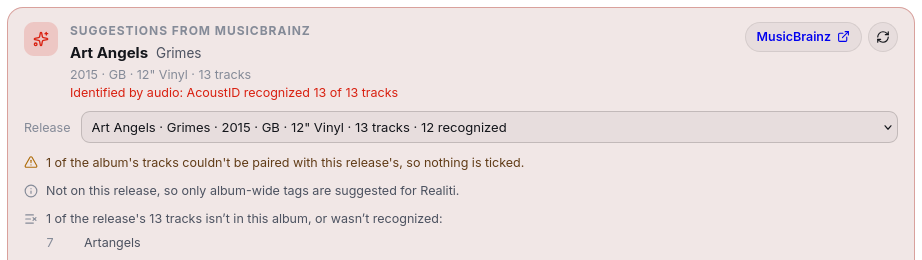 SUGGESTIONS FROM MUSICBRAINZ
Art Angels Grimes
2015 · GB · 12" Vinyl · 13 tracks
Identified by audio: AcoustID recognized 13 of 13 tracks
MusicBrainz
Release Art Angels · Grimes · 2015 · GB · 12" Vinyl · 13 tracks · 12 recognized
1 of the album's tracks couldn't be paired with this release's, so nothing is ticked.
Not on this release, so only album-wide tags are suggested for Realiti.
1 of the release's 13 tracks isn’t in this album, or wasn’t recognized:
7 Artangels